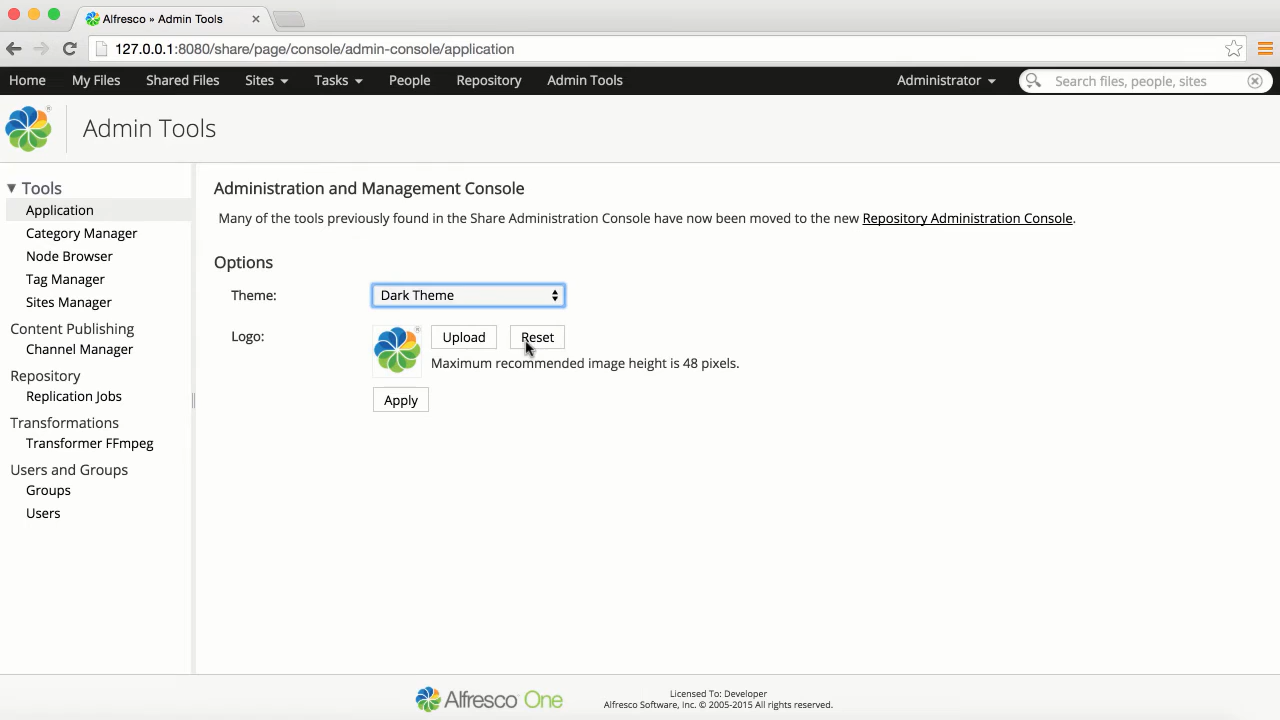 Alfresco » Admin Tools
127.0.0.1:8080/share/page/console/admin-console/application
Home My Files Shared Files Sites Tasks People Repository Admin Tools Administrator Search files, people, sites
Admin Tools
Tools
Application
Category Manager
Node Browser
Tag Manager
Sites Manager
Content Publishing
Channel Manager
Repository
Replication Jobs
Transformations
Transformer FFmpeg
Users and Groups
Groups
Users
Administration and Management Console
Many of the tools previously found in the Share Administration Console have now been moved to the new Repository Administration Console.
Options
Theme: Dark Theme
Logo: Upload Reset
Maximum recommended image height is 48 pixels.
Apply
Alfresco One
Licensed To: Developer
Alfresco Software, Inc. © 2005-2015 All rights reserved.